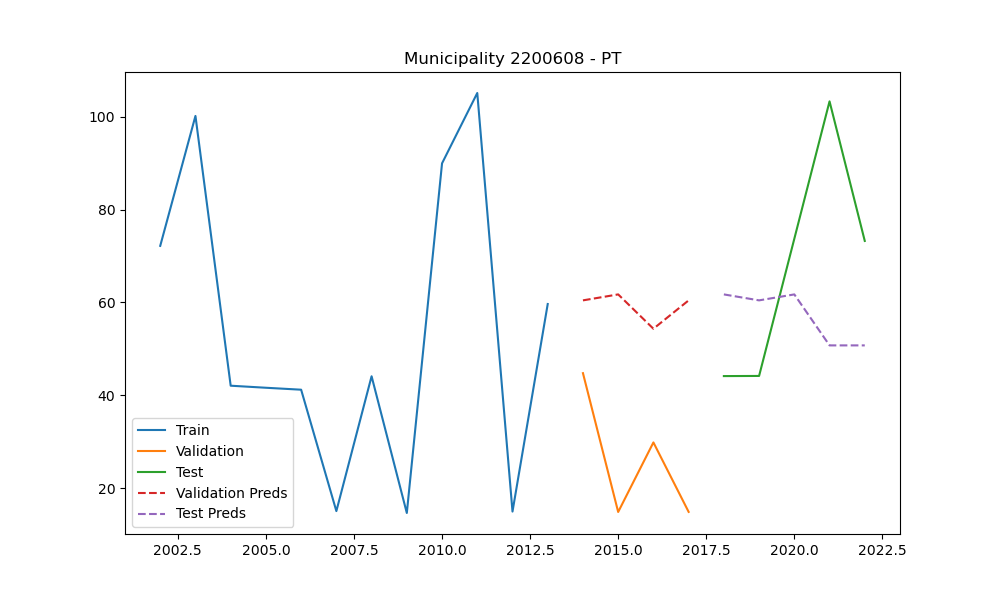 Municipality 2200608 - PT
100
80
60
40
20
Train
Validation
Test
Validation Preds
Test Preds
2002.5 2005.0 2007.5 2010.0 2012.5 2015.0 2017.5 2020.0 2022.5